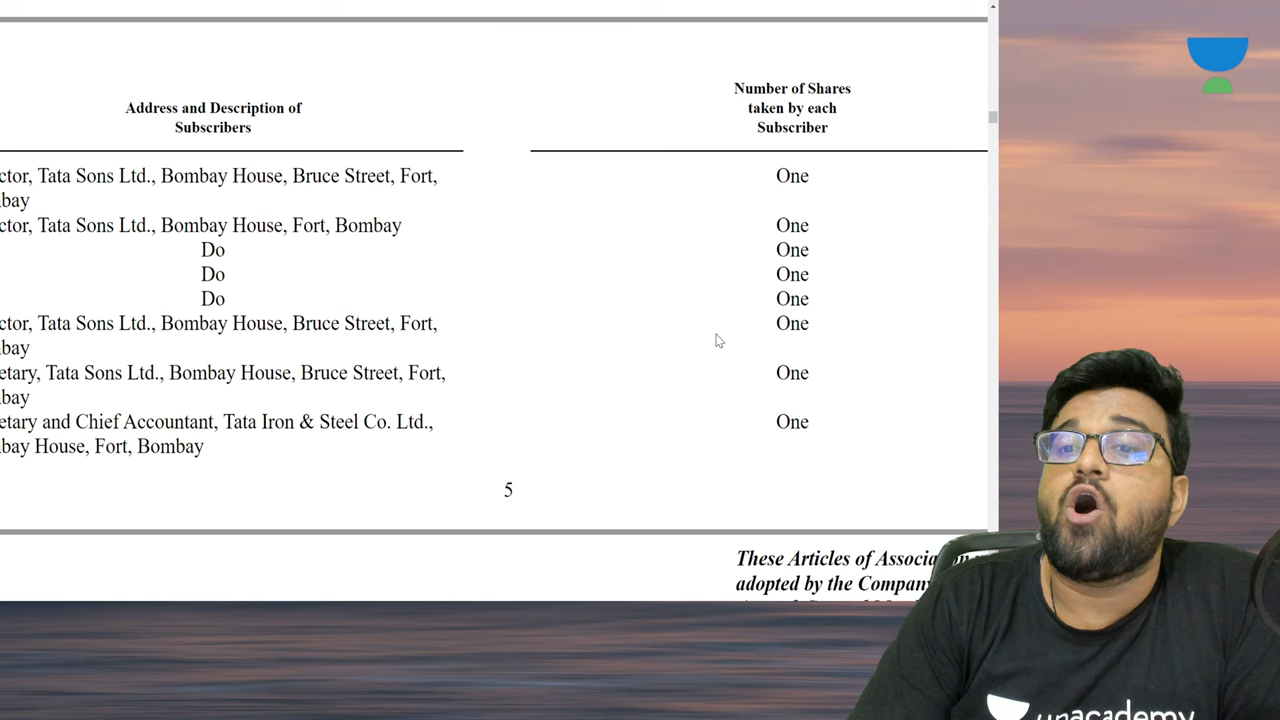 Address and Description of
Subscribers
Number of Shares
taken by each
Subscriber
ctor, Tata Sons Ltd., Bombay House, Bruce Street, Fort, One
bay
ctor, Tata Sons Ltd., Bombay House, Fort, Bombay One
Do One
Do One
Do One
ctor, Tata Sons Ltd., Bombay House, Bruce Street, Fort, One
bay
etary, Tata Sons Ltd., Bombay House, Bruce Street, Fort, One
bay
etary and Chief Accountant, Tata Iron & Steel Co. Ltd., One
bay House, Fort, Bombay
5
These Articles of Associa
adopted by the Company
unacademy